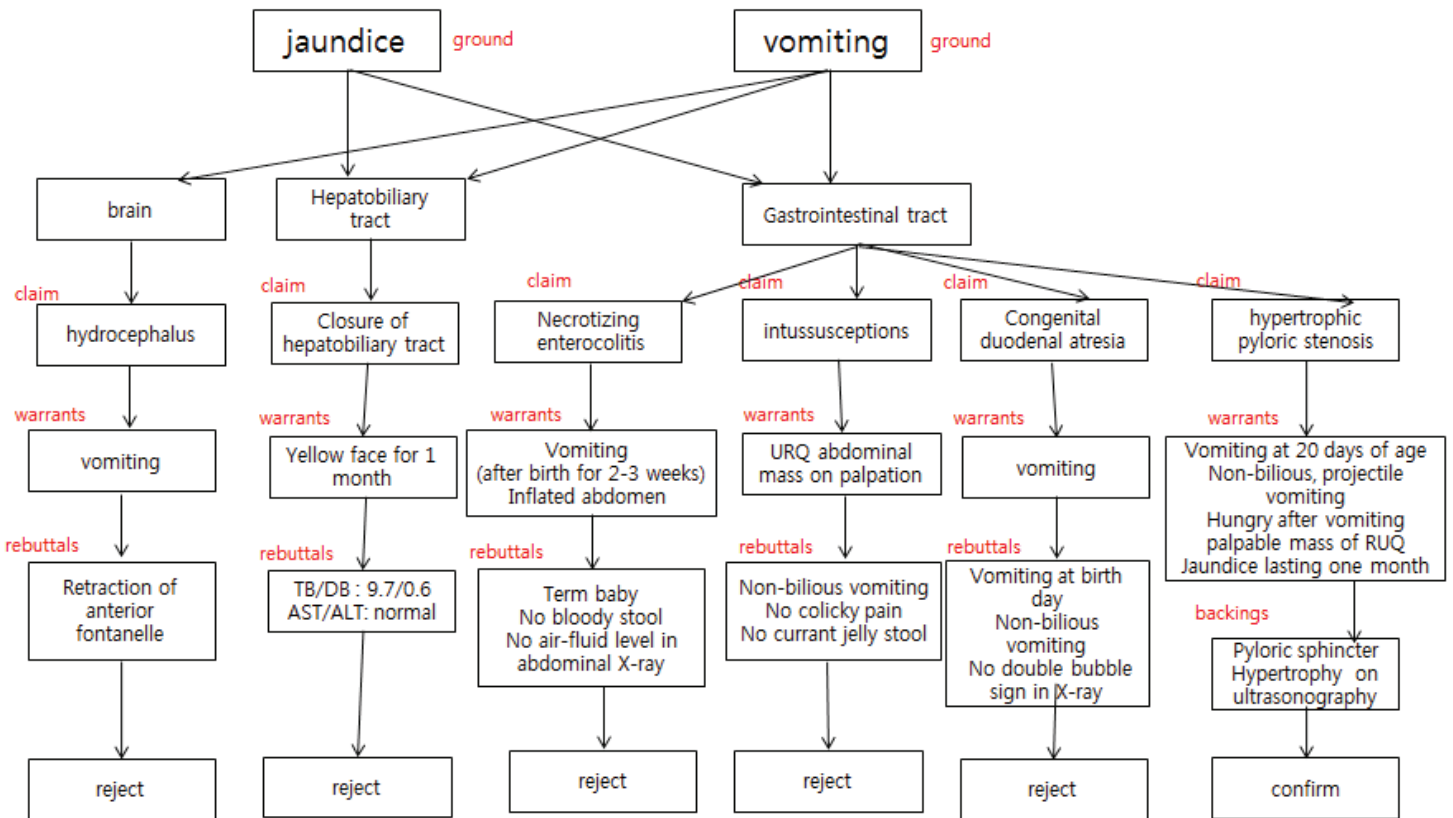 jaundice
ground
vomiting
ground
brain
Hepatobiliary
tract
Gastrointestinal tract
claim
claim
claim
claim
claim
claim
hydrocephalus
Closure of
hepatobiliary tract
Necrotizing
enterocolitis
intussusceptions
Congenital
duodenal atresia
hypertrophic
pyloric stenosis
warrants
warrants
warrants
warrants
warrants
warrants
vomiting
Yellow face for 1
month
Vomiting
(after birth for 2-3 weeks)
Inflated abdomen
URQ abdominal
mass on palpation
vomiting
Vomiting at 20 days of age
Non-bilious, projectile
vomiting
Hungry after vomiting
palpable mass of RUQ
Jaundice lasting one month
rebuttals
rebuttals
rebuttals
rebuttals
rebuttals
backings
Retraction of
anterior
fontanelle
TB/DB : 9.7/0.6
AST/ALT: normal
Term baby
No bloody stool
No air-fluid level in
abdominal X-ray
Non-bilious vomiting
No colicky pain
No currant jelly stool
Vomiting at birth
day
Non-bilious
vomiting
No double bubble
sign in X-ray
Pyloric sphincter
Hypertrophy on
ultrasonography
reject
reject
reject
reject
reject
confirm